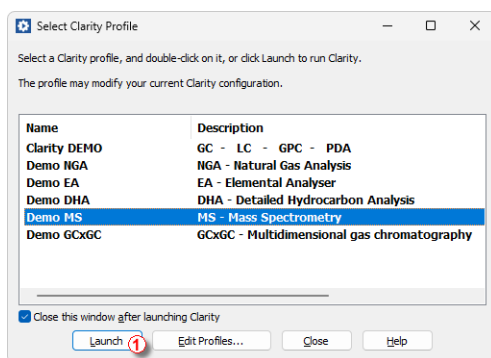 Select Clarity Profile
Select a Clarity profile, and double-click on it, or click Launch to run Clarity.
The profile may modify your current Clarity configuration.
Name Description
Clarity DEMO GC - LC - GPC - PDA
Demo NGA NGA - Natural Gas Analysis
Demo EA EA - Elemental Analyser
Demo DHA DHA - Detailed Hydrocarbon Analysis
Demo MS MS - Mass Spectrometry
Demo GCxGC GCxGC - Multidimensional gas chromatography
Close this window after launching Clarity
Launch 1 Edit Profiles... Close Help